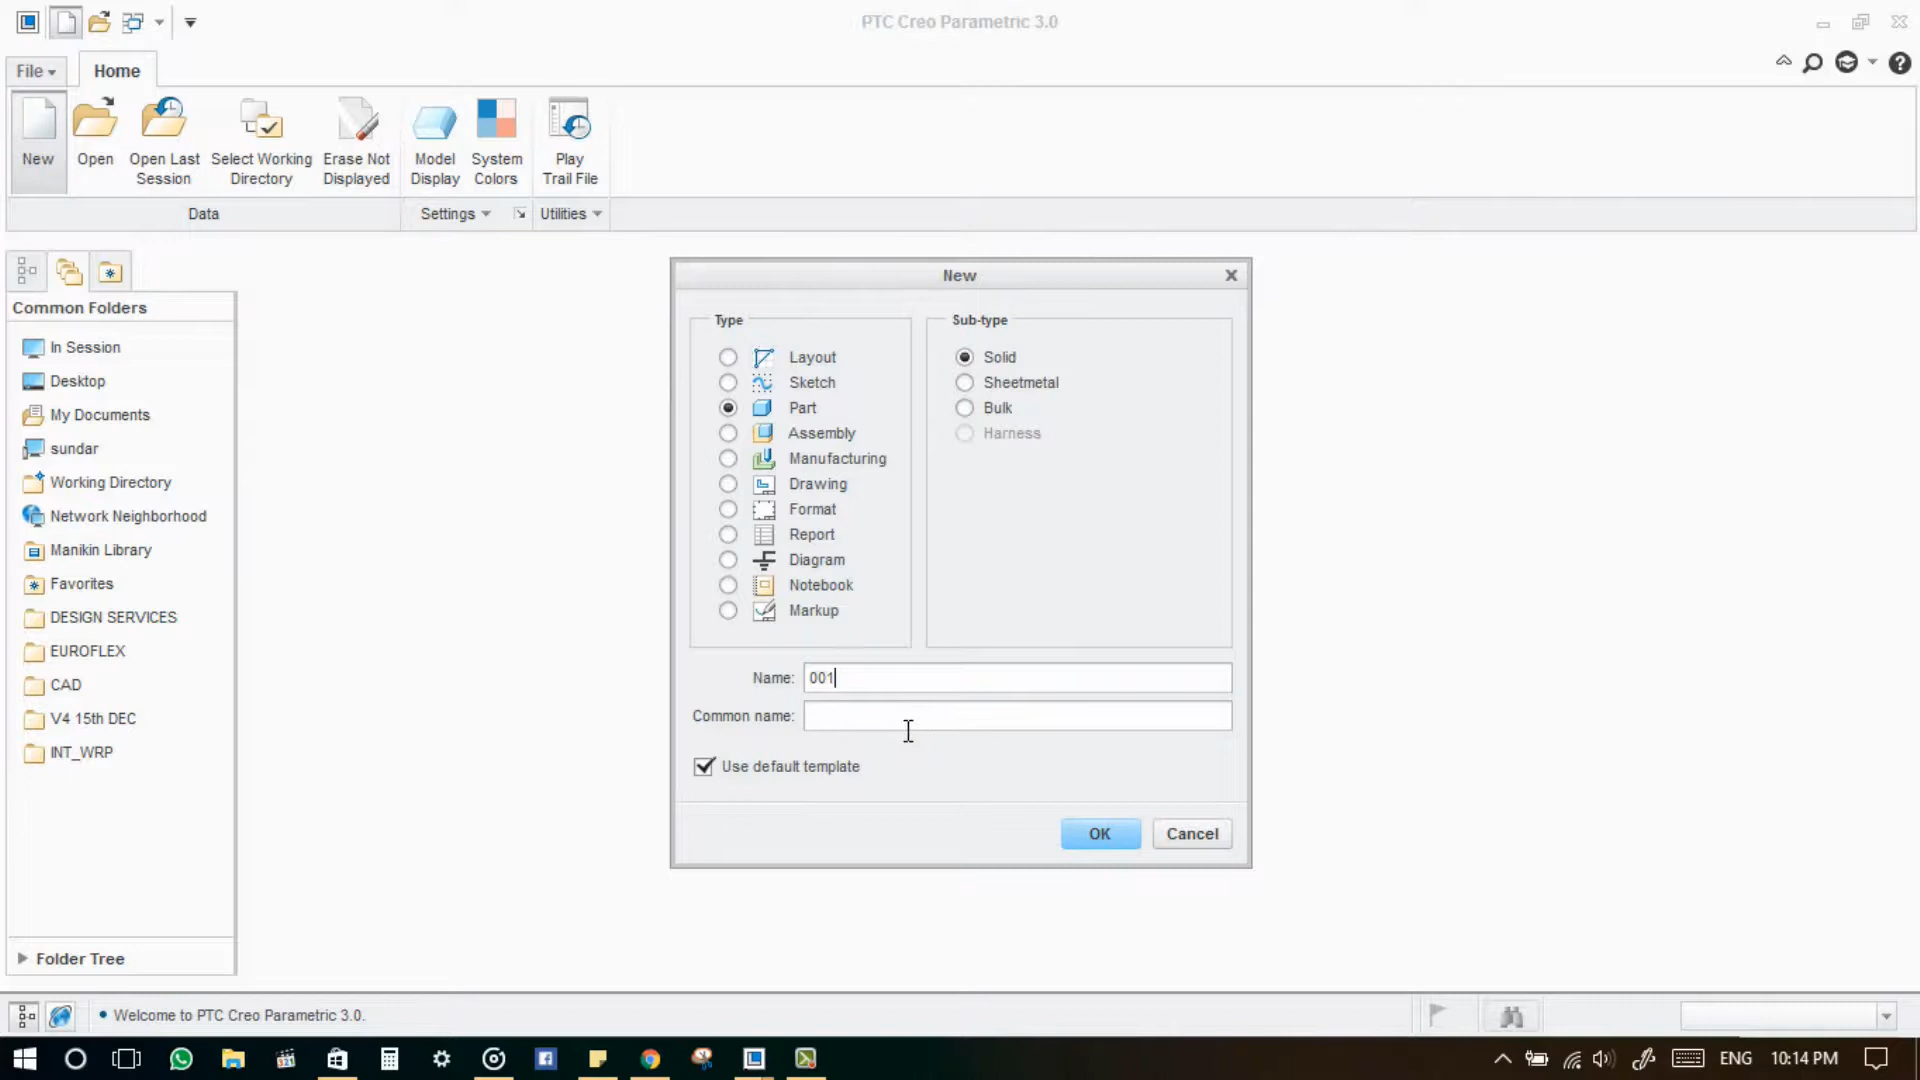 PTC Creo Parametric 3.0
File
Home
New
Open
Open Last Session
Select Working Directory
Erase Not Displayed
Model Display
System Colors
Play Trail File
Data
Settings
Utilities
Common Folders
In Session
Desktop
My Documents
sundar
Working Directory
Network Neighborhood
Manikin Library
Favorites
DESIGN SERVICES
EUROFLEX
CAD
V4 15th DEC
INT_WRP
Folder Tree
New
Type
Layout
Sketch
Part
Assembly
Manufacturing
Drawing
Format
Report
Diagram
Notebook
Markup
Sub-type
Solid
Sheetmetal
Bulk
Harness
Name: 001
Common name:
Use default template
OK
Cancel
Welcome to PTC Creo Parametric 3.0.
ENG
10:14 PM